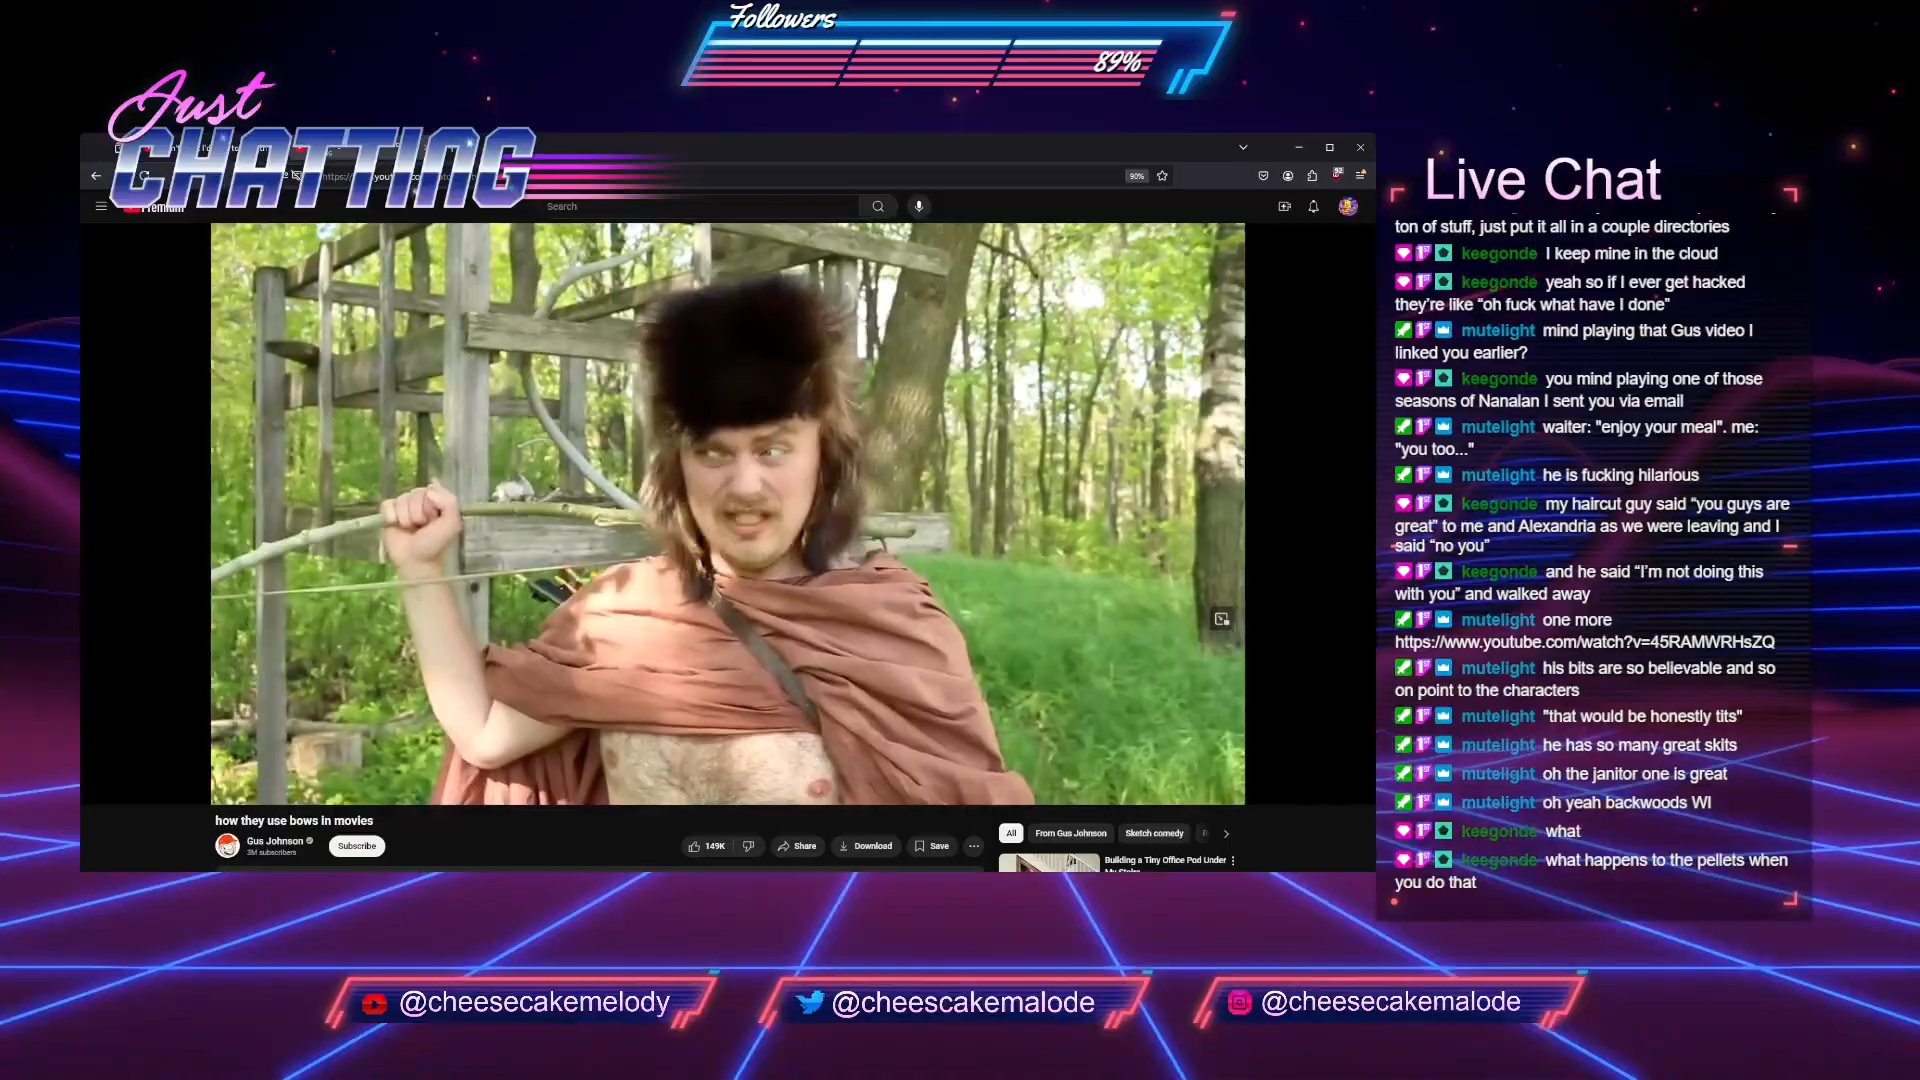 Followers
89%
Just
CHATTING
90%
92
Premium
Search
Live Chat
ton of stuff, just put it all in a couple directories
keegonde I keep mine in the cloud
keegonde yeah so if I ever get hacked
they're like “oh fuck what have I done”
mutelight mind playing that Gus video I
linked you earlier?
keegonde you mind playing one of those
seasons of Nanalan I sent you via email
mutelight waiter: "enjoy your meal". me:
"you too..."
mutelight he is fucking hilarious
keegonde my haircut guy said “you guys are
great” to me and Alexandria as we were leaving and I
said “no you”
keegonde and he said “I'm not doing this
with you” and walked away
mutelight one more
https://www.youtube.com/watch?v=45RAMWRHsZQ
mutelight his bits are so believable and so
on point to the characters
mutelight "that would be honestly tits"
mutelight he has so many great skits
mutelight oh the janitor one is great
mutelight oh yeah backwoods WI
keegonde what
keegonde what happens to the pellets when
you do that
how they use bows in movies
Gus Johnson
3M subscribers
Subscribe
149K
Share
Download
Save
All
From Gus Johnson
Sketch comedy
Building a Tiny Office Pod Under
My Stairs
@cheesecakemelody
@cheescakemalode
@cheesecakemalode